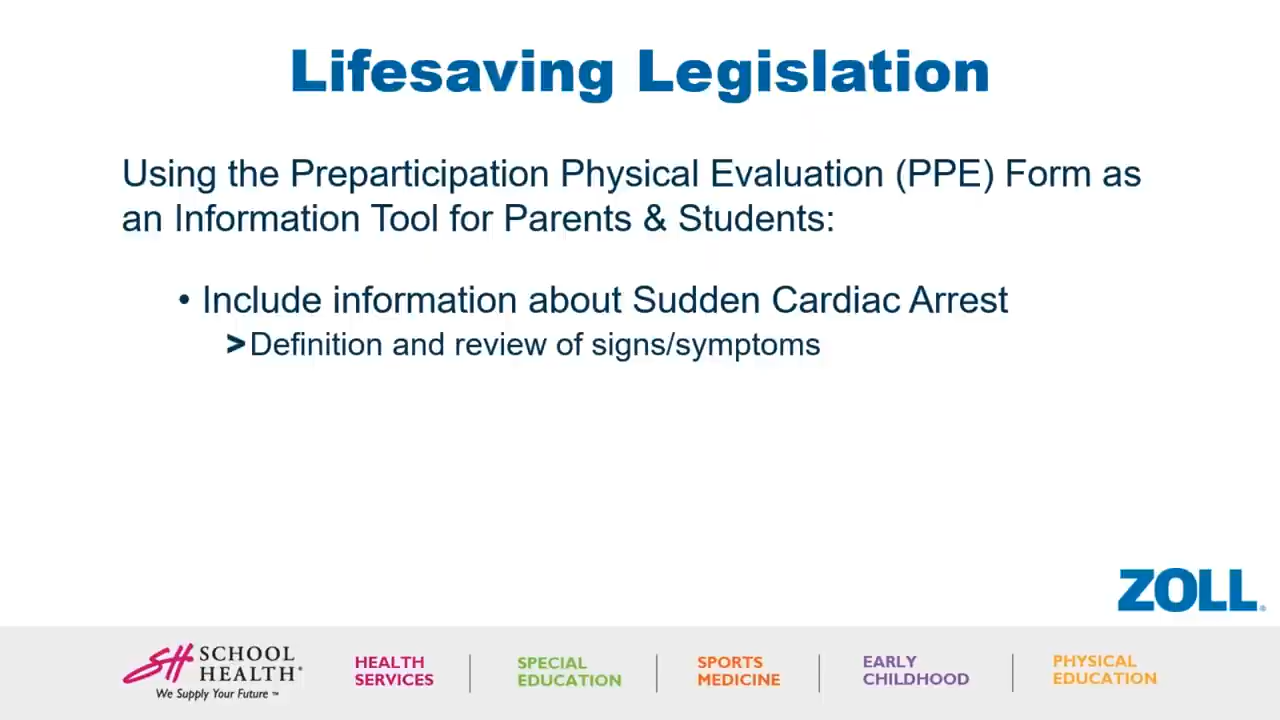 Lifesaving Legislation
Using the Preparticipation Physical Evaluation (PPE) Form as
an Information Tool for Parents & Students:
• Include information about Sudden Cardiac Arrest
>Definition and review of signs/symptoms
ZOLL®
SH SCHOOL
HEALTH®
We Supply Your Future™
HEALTH
SERVICES
SPECIAL
EDUCATION
SPORTS
MEDICINE
EARLY
CHILDHOOD
PHYSICAL
EDUCATION